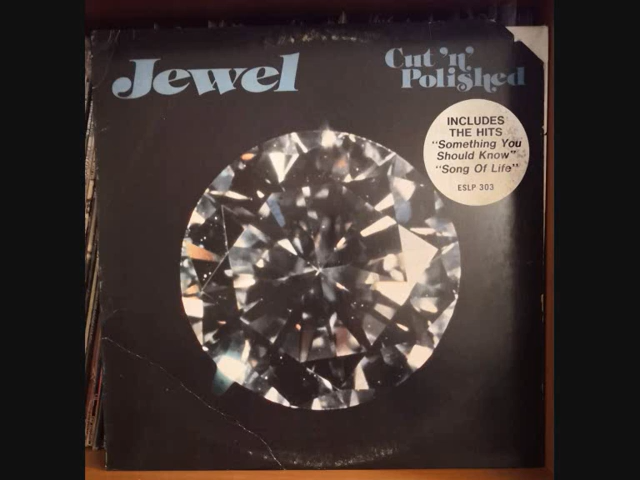 Jewel
Cut 'n'
Polished
INCLUDES
THE HITS
"Something You
Should Know"
"Song Of Life"
ESLP 303